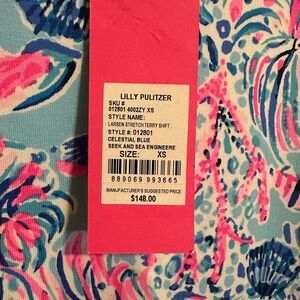 LILLY PULITZER
SKU #
012801 4002ZY XS
STYLE NAME:
LARSEN STRETCH TERRY SHIFT
STYLE #: 012801
CELESTIAL BLUE
SEEK AND SEA ENGINEERE
SIZE: XS
889069 993665
MANUFACTURER'S SUGGESTED PRICE
$148.00